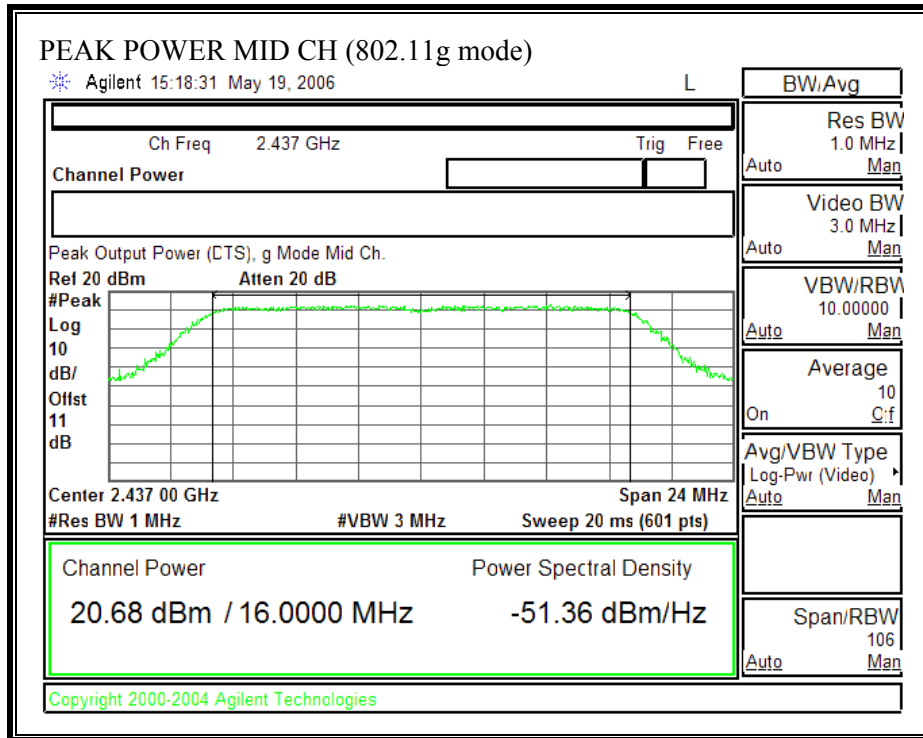 PEAK POWER MID CH (802.11g mode)
Agilent 15:18:31 May 19, 2006 L
Ch Freq 2.437 GHz Trig Free
Channel Power
Peak Output Power (DTS), g Mode Mid Ch.
Ref 20 dBm Atten 20 dB
#Peak
Log
10
dB/
Offst
11
dB
Center 2.437 00 GHz Span 24 MHz
#Res BW 1 MHz #VBW 3 MHz Sweep 20 ms (601 pts)
Channel Power Power Spectral Density
20.68 dBm / 16.0000 MHz -51.36 dBm/Hz
Copyright 2000-2004 Agilent Technologies
BW/Avg
Res BW
1.0 MHz
Auto Man
Video BW
3.0 MHz
Auto Man
VBW/RBW
10.00000
Auto Man
Average
10
On Off
Avg/VBW Type
Log-Pwr (Video)
Auto Man
Span/RBW
106
Auto Man